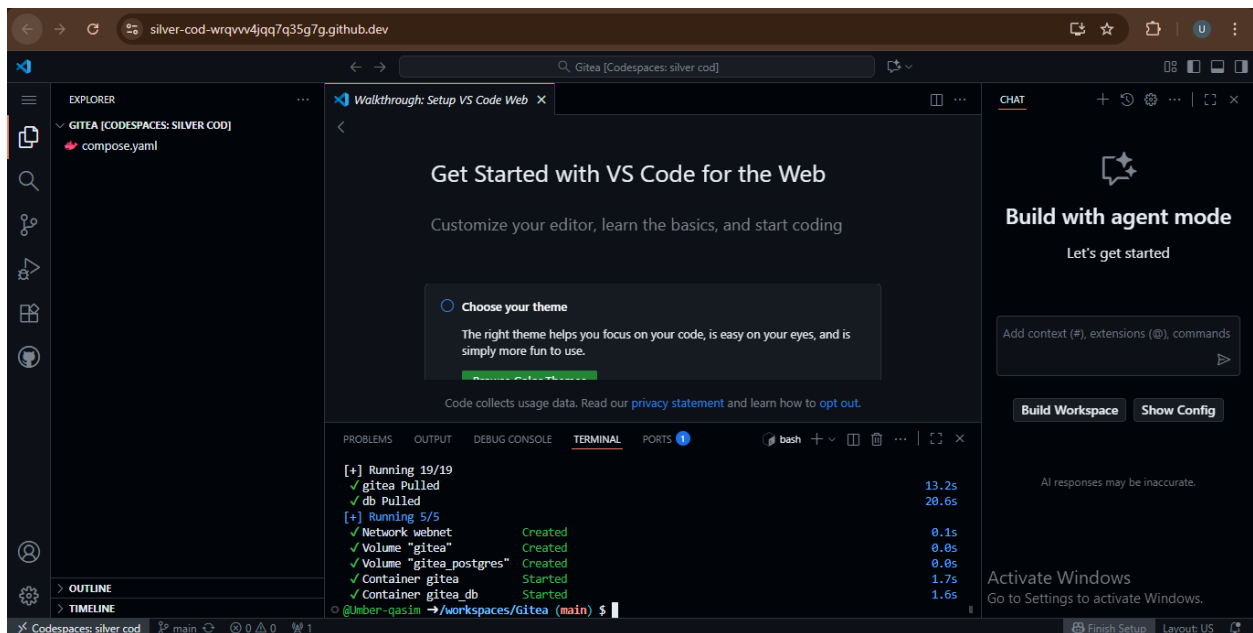 silver-cod-wrqvvv4jqq7q35g7g.github.dev
U
Gitea [Codespaces: silver cod]
EXPLORER
GITEA [CODESPACES: SILVER COD]
compose.yaml
OUTLINE
TIMELINE
Walkthrough: Setup VS Code Web
Get Started with VS Code for the Web
Customize your editor, learn the basics, and start coding
Choose your theme
The right theme helps you focus on your code, is easy on your eyes, and is
simply more fun to use.
Browse Color Themes
Code collects usage data. Read our privacy statement and learn how to opt out.
PROBLEMS OUTPUT DEBUG CONSOLE TERMINAL PORTS 1 bash
[+] Running 19/19
✓ gitea Pulled 13.2s
✓ db Pulled 20.6s
[+] Running 5/5
✓ Network webnet Created 0.1s
✓ Volume "gitea" Created 0.0s
✓ Volume "gitea_postgres" Created 0.0s
✓ Container gitea Started 1.7s
✓ Container gitea_db Started 1.6s
@Umber-qasim →/workspaces/Gitea (main) $
CHAT
Build with agent mode
Let's get started
Add context (#), extensions (@), commands
Build Workspace Show Config
AI responses may be inaccurate.
Activate Windows
Go to Settings to activate Windows.
Codespaces: silver cod main 0 0 1 Finish Setup Layout: US